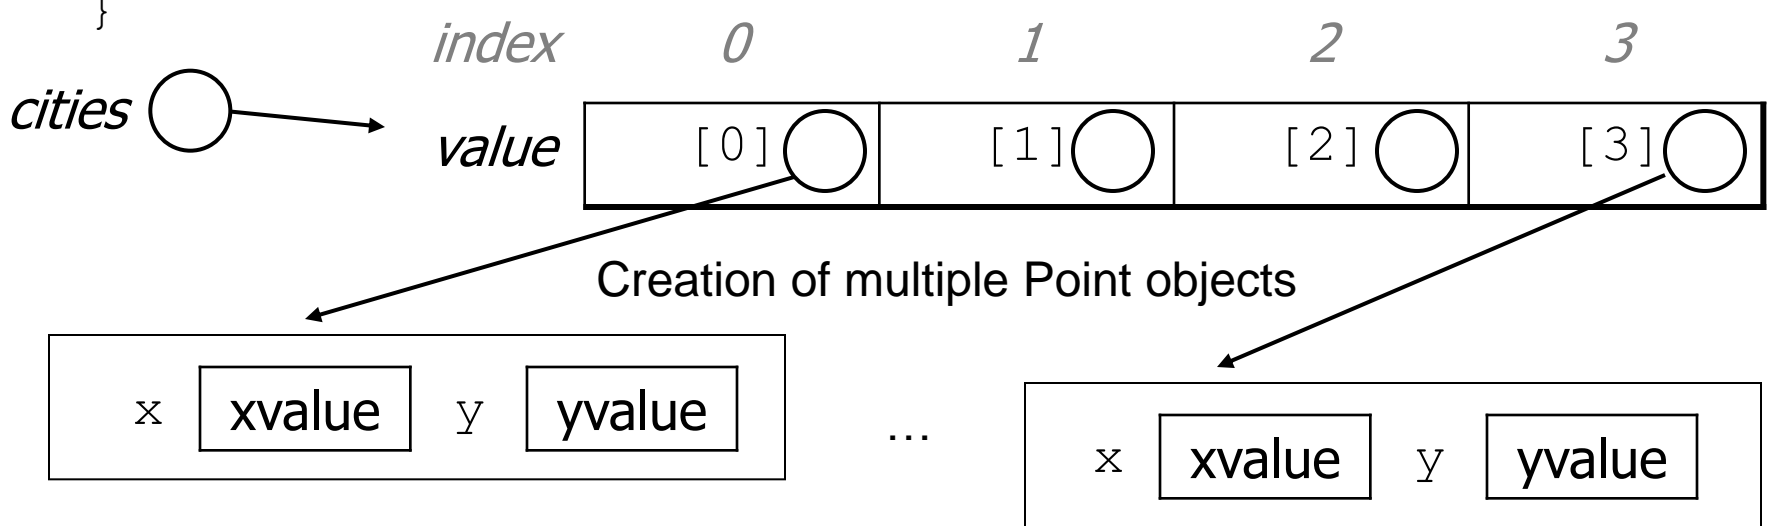 }
index 0 1 2 3
cities
value [0] [1] [2] [3]
Creation of multiple Point objects
x xvalue y yvalue
...
x xvalue y yvalue